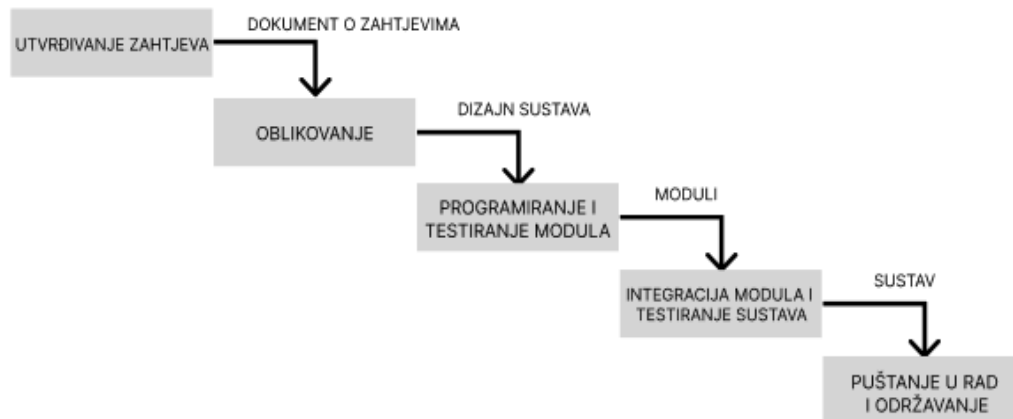 DOKUMENT O ZAHTJEVIMA
UTVRĐIVANJE ZAHTJEVA
DIZAJN SUSTAVA
OBLIKOVANJE
MODULI
PROGRAMIRANJE I
TESTIRANJE MODULA
SUSTAV
INTEGRACIJA MODULA I
TESTIRANJE SUSTAVA
PUŠTANJE U RAD
I ODRŽAVANJE